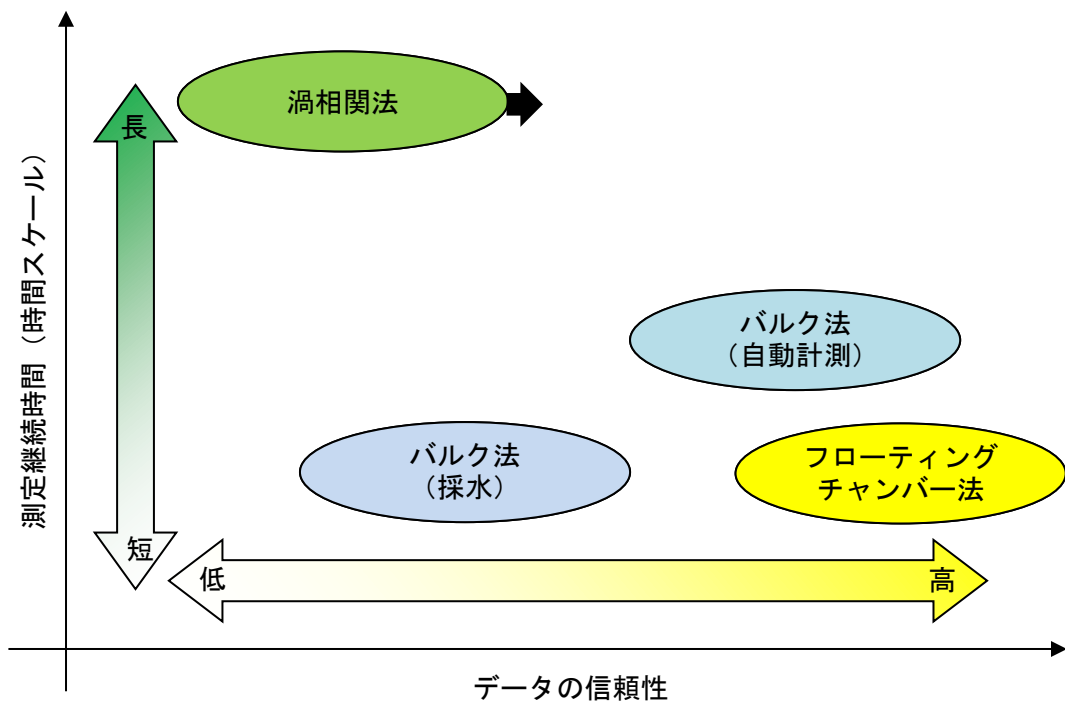 渦相関法
長
測定継続時間（時間スケール）
バルク法
（自動計測）
バルク法
（採水）
フローティング
チャンバー法
短
低
高
データの信頼性